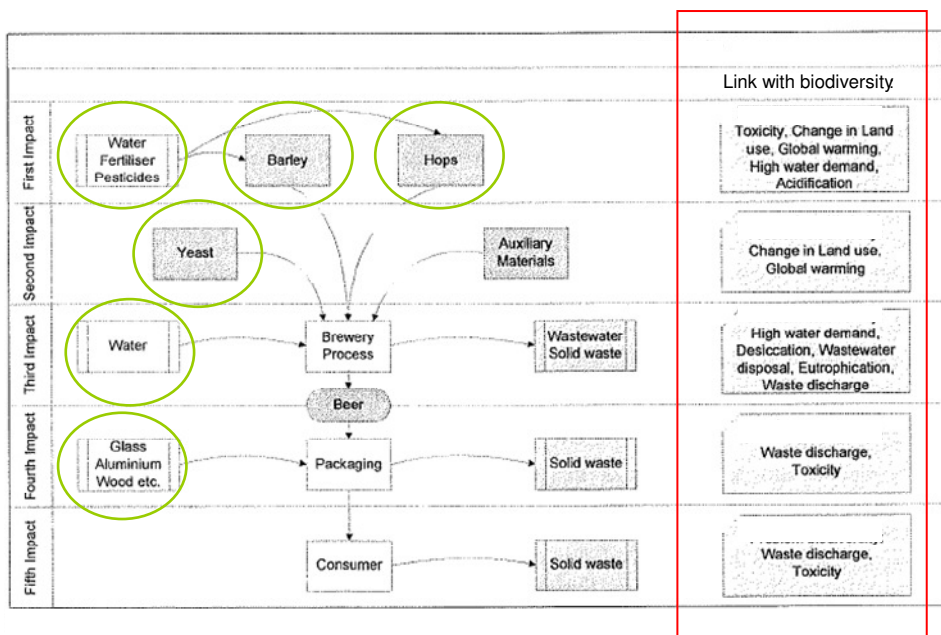 Link with biodiversity
First Impact
Water
Fertiliser
Pesticides
Barley
Hops
Toxicity, Change in Land
use, Global warming,
High water demand,
Acidification
Second Impact
Yeast
Auxiliary
Materials
Change in Land use,
Global warming
Third Impact
Water
Brewery
Process
Wastewater
Solid waste
High water demand,
Desiccation, Wastewater
disposal, Eutrophication,
Waste discharge
Beer
Fourth Impact
Glass
Aluminium
Wood etc.
Packaging
Solid waste
Waste discharge,
Toxicity
Fifth Impact
Consumer
Solid waste
Waste discharge,
Toxicity